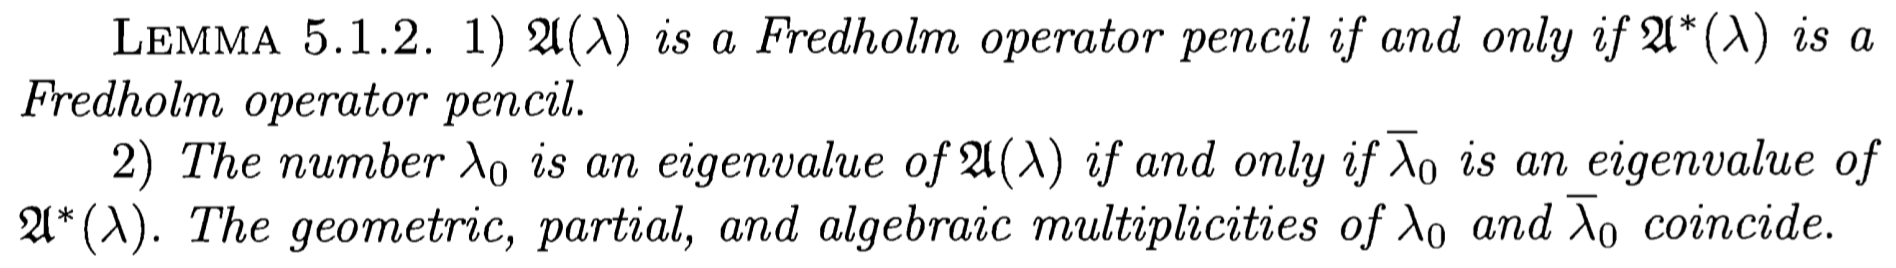 LEMMA 5.1.2. 1) 𝔄(λ) is a Fredholm operator pencil if and only if 𝔄*(λ) is a
Fredholm operator pencil.
2) The number λ₀ is an eigenvalue of 𝔄(λ) if and only if λ̅₀ is an eigenvalue of
𝔄*(λ). The geometric, partial, and algebraic multiplicities of λ₀ and λ̅₀ coincide.